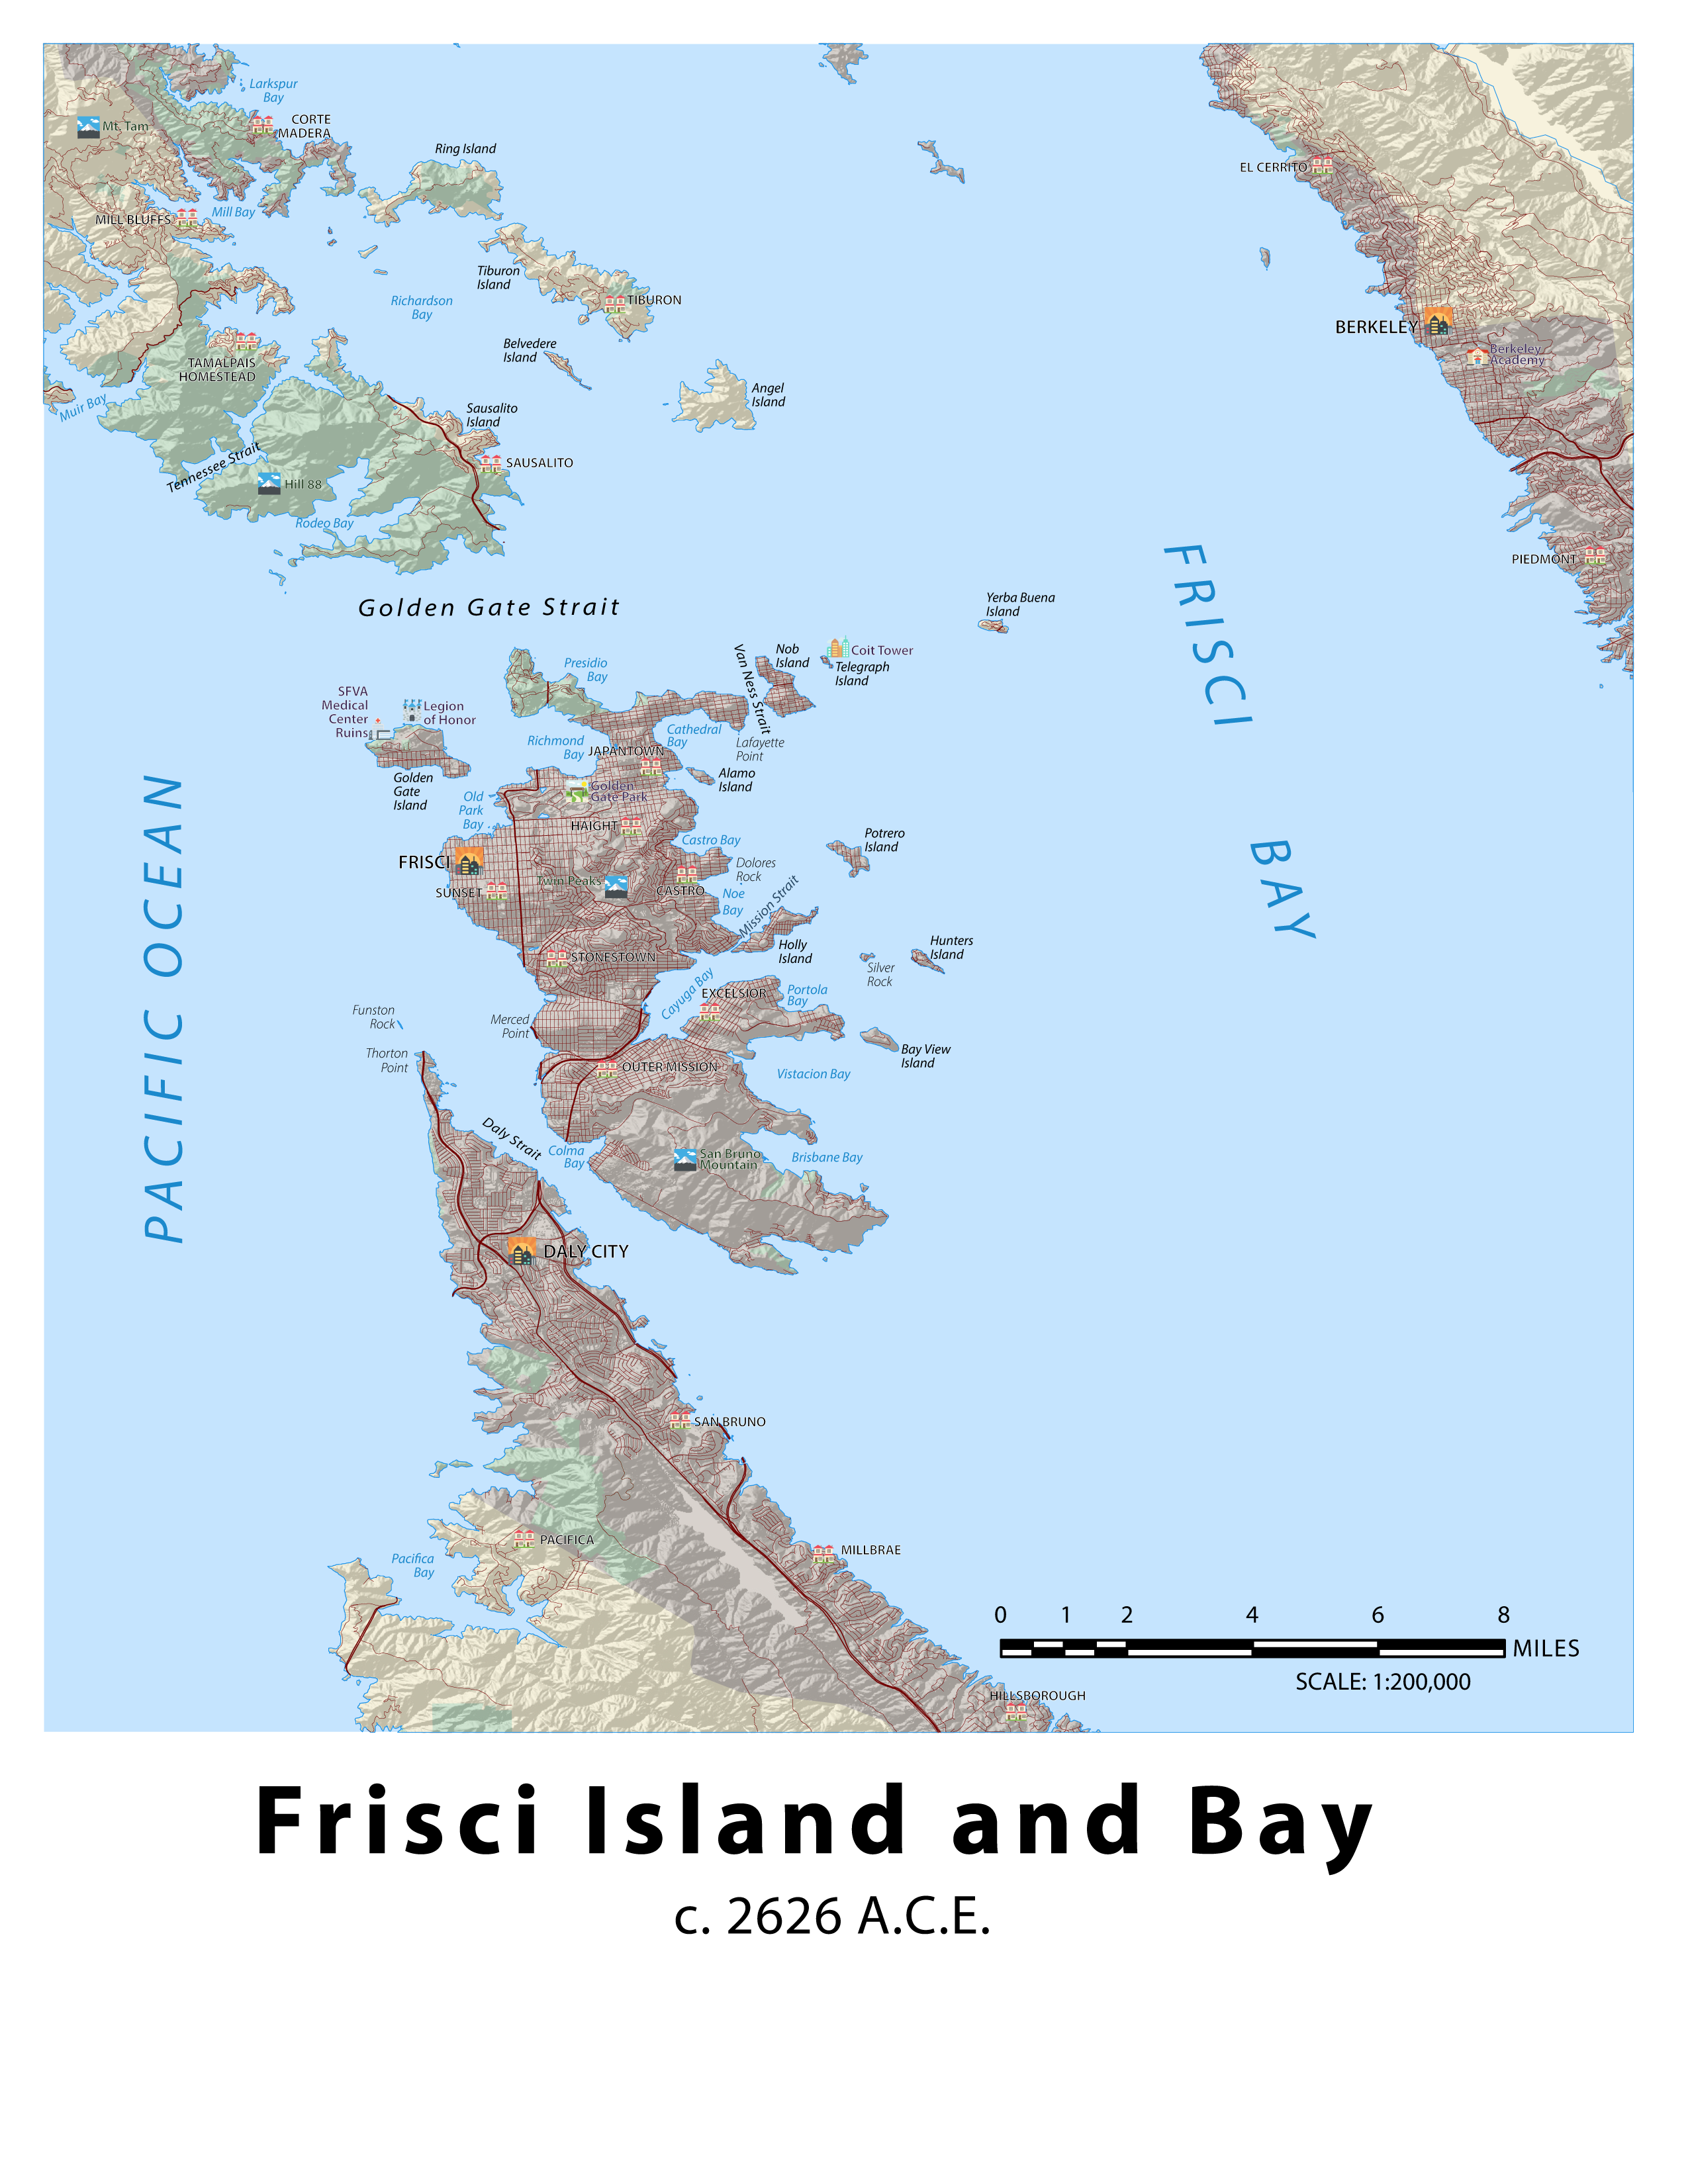 Larkspur
Bay
CORTE
MADERA
Mt. Tam
Ring Island
EL CERRITO
MILL BLUFFS
Mill Bay
Tiburon
Island
TIBURON
Richardson
Bay
BERKELEY
Berkeley
Academy
Belvedere
Island
TAMALPAIS
HOMESTEAD
Angel
Island
Muir Bay
Sausalito
Island
SAUSALITO
Tennessee Strait
Hill 88
Rodeo Bay
PIEDMONT
Golden Gate Strait
Yerba Buena
Island
FRISCI BAY
Presidio
Bay
Van Ness Strait
Nob
Island
Coit Tower
Telegraph
Island
SFVA
Medical
Center
Ruins
Legion
of Honor
Richmond
Bay
JAPANTOWN
Cathedral
Bay
Lafayette
Point
Golden
Gate
Island
Alamo
Island
Golden
Gate Park
Old
Park
Bay
HAIGHT
PACIFIC OCEAN
Castro Bay
Potrero
Island
FRISCI
Dolores
Rock
Twin Peaks
SUNSET
CASTRO
Noe
Bay
Mission Strait
Holly
Island
Hunters
Island
STONESTOWN
Silver
Rock
Cayuga Bay
EXCELSIOR
Portola
Bay
Funston
Rock
Merced
Point
Bay View
Island
Thorton
Point
OUTER MISSION
Vistacion Bay
Daly Strait
Colma
Bay
San Bruno
Mountain
Brisbane Bay
DALY CITY
SAN BRUNO
PACIFICA
Pacifica
Bay
MILLBRAE
HILLSBOROUGH
0 1 2 4 6 8
MILES
SCALE: 1:200,000
Frisci Island and Bay
c. 2626 A.C.E.